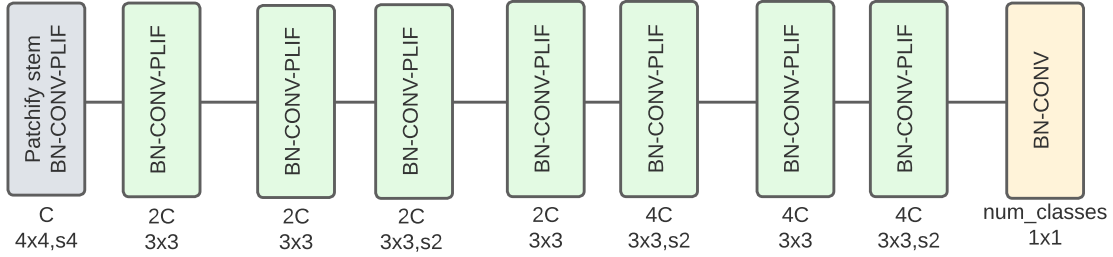 Patchify stem
BN-CONV-PLIF
C
4x4,s4
BN-CONV-PLIF
2C
3x3
BN-CONV-PLIF
2C
3x3
BN-CONV-PLIF
2C
3x3,s2
BN-CONV-PLIF
2C
3x3
BN-CONV-PLIF
4C
3x3,s2
BN-CONV-PLIF
4C
3x3
BN-CONV-PLIF
4C
3x3,s2
BN-CONV
num_classes
1x1